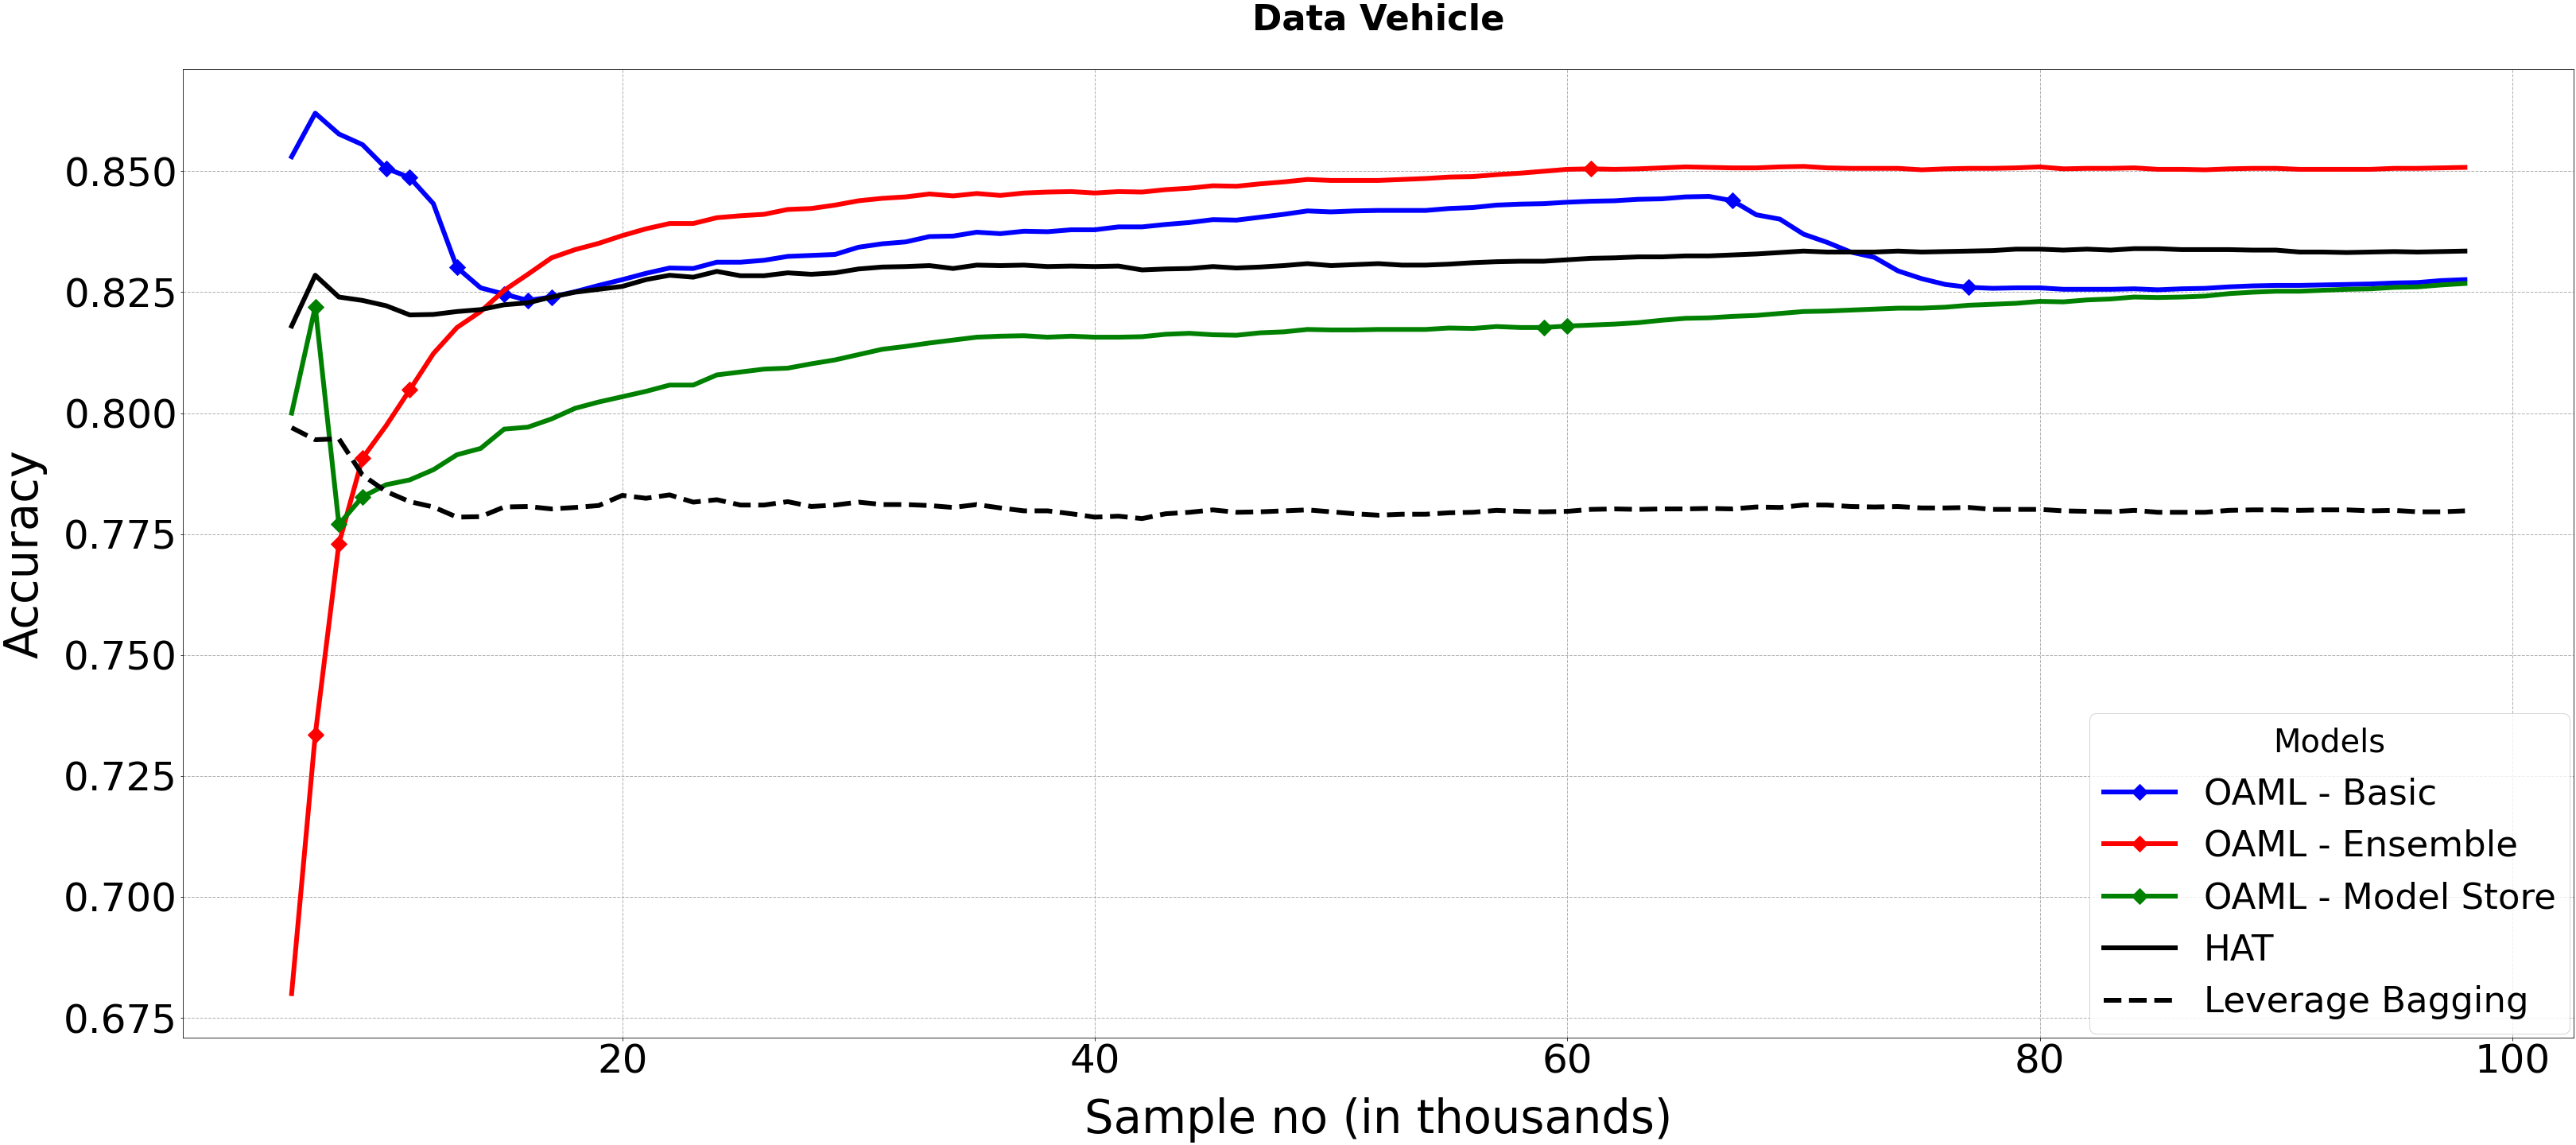 Data Vehicle
Accuracy
0.850
0.825
0.800
0.775
0.750
0.725
0.700
0.675
20 40 60 80 100
Sample no (in thousands)
Models
OAML - Basic
OAML - Ensemble
OAML - Model Store
HAT
Leverage Bagging